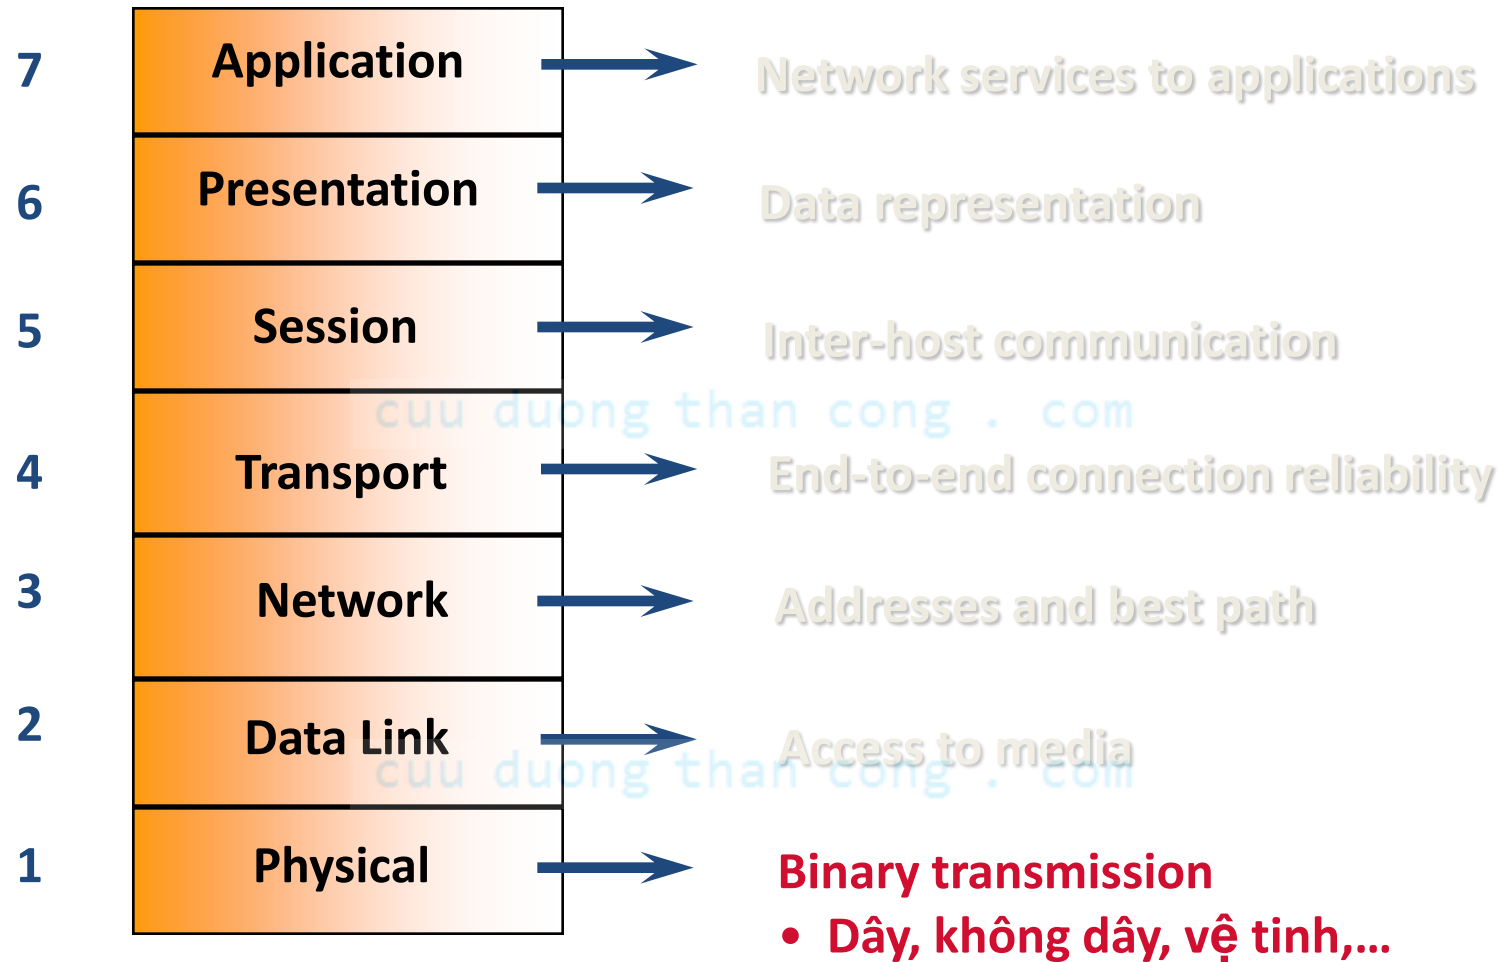 7 Application Network services to applications
6 Presentation Data representation
5 Session Inter-host communication
cuu duong than cong . com
4 Transport End-to-end connection reliability
3 Network Addresses and best path
2 Data Link Access to media
cuu duong than cong . com
1 Physical Binary transmission
• Dây, không dây, vệ tinh,...